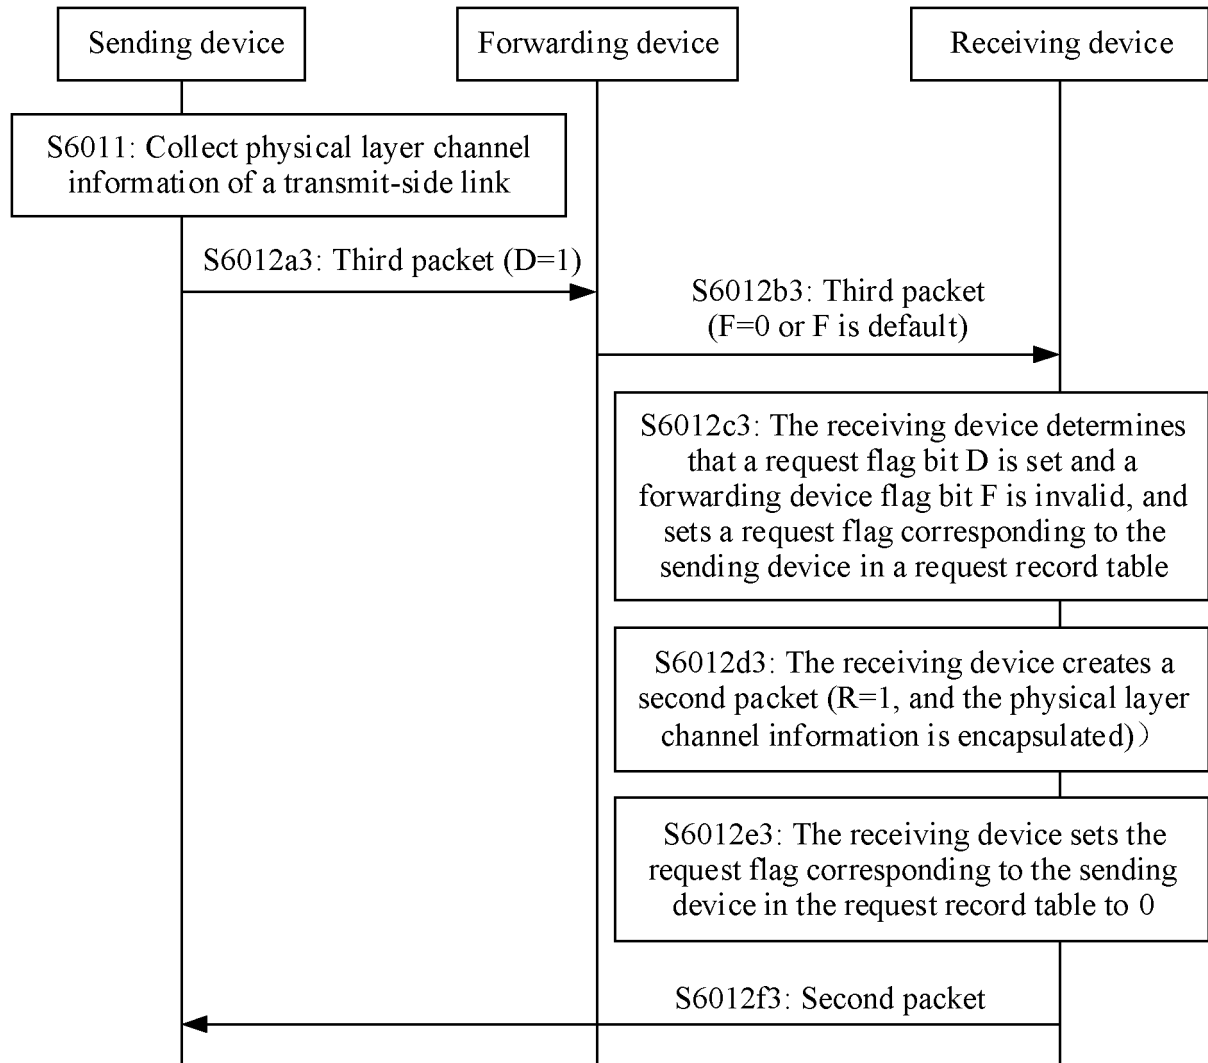 Sending device
Forwarding device
Receiving device
S6011: Collect physical layer channel
information of a transmit-side link
S6012a3: Third packet (D=1)
S6012b3: Third packet
(F=0 or F is default)
S6012c3: The receiving device determines
that a request flag bit D is set and a
forwarding device flag bit F is invalid, and
sets a request flag corresponding to the
sending device in a request record table
S6012d3: The receiving device creates a
second packet (R=1, and the physical layer
channel information is encapsulated)）
S6012e3: The receiving device sets the
request flag corresponding to the sending
device in the request record table to 0
S6012f3: Second packet